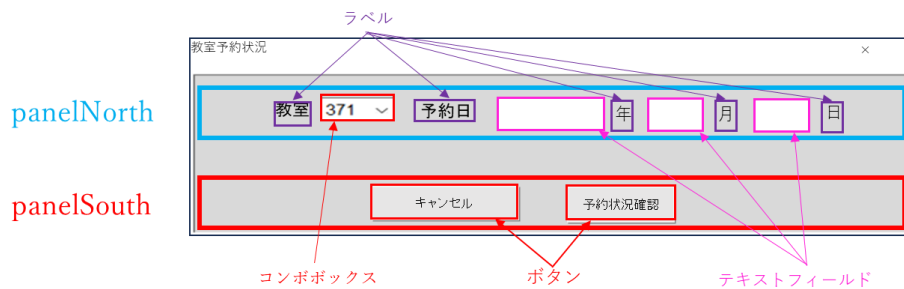 ラベル
教室予約状況 ×
panelNorth 教室 371 予約日 年 月 日
panelSouth キャンセル 予約状況確認
コンボボックス ボタン テキストフィールド